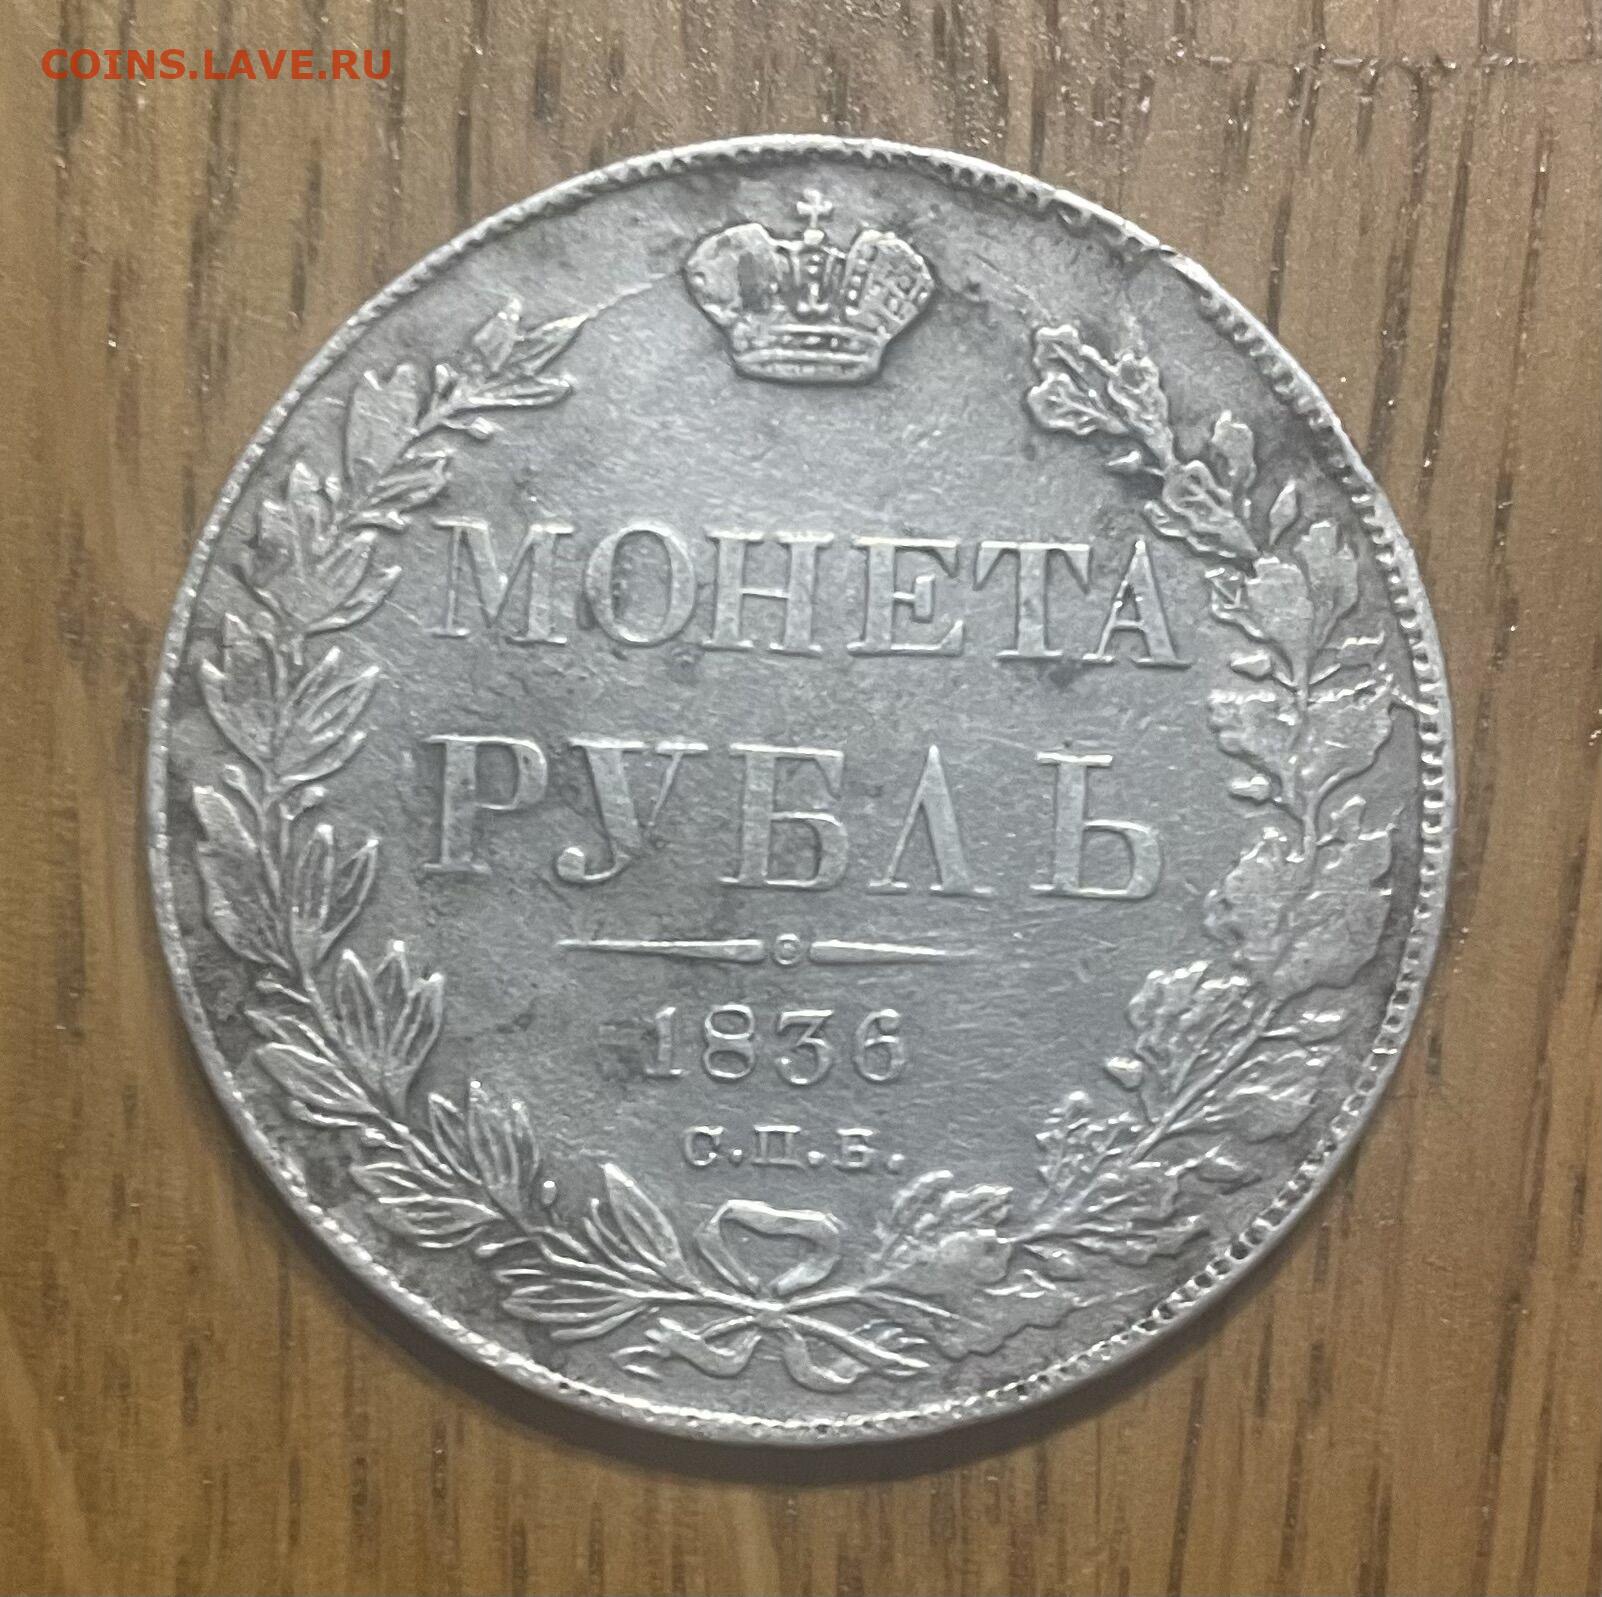 COINS.LAVE.RU
МОНЕТА
РУБЛЬ
1836
С.П.Б.